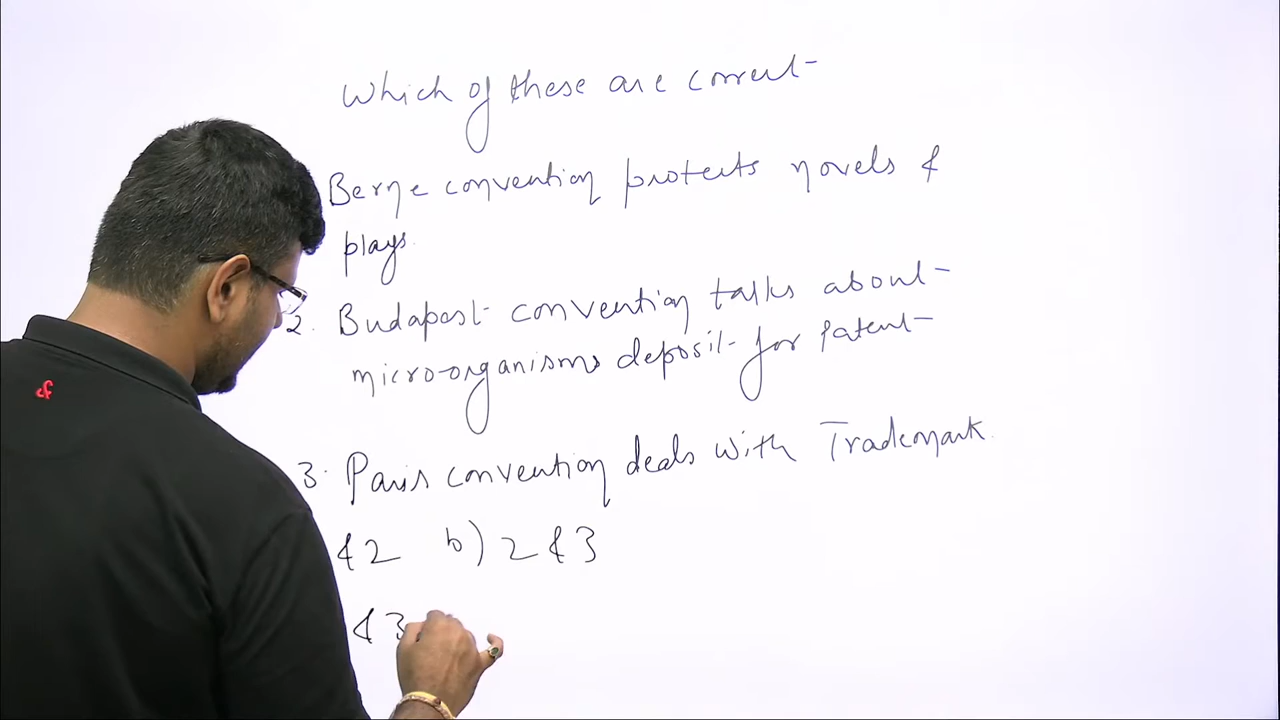 Which of these are correct
Berne convention protects novels &
plays.
2. Budapest convention talks about
micro-organisms deposit for Patent
3. Paris convention deals with Trademark.
& 2 b) 2 & 3
& 3